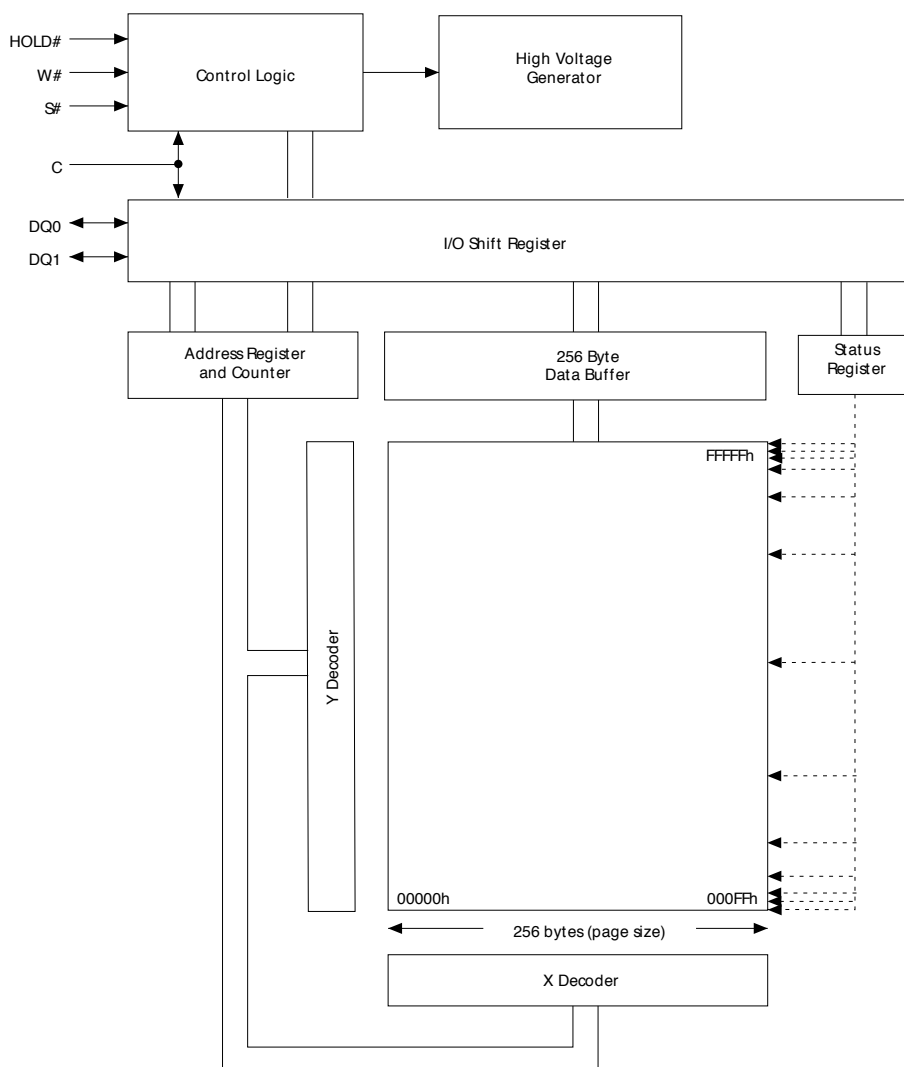 HOLD#
W#
S#
C
Control Logic
High Voltage
Generator
DQ0
DQ1
I/O Shift Register
Address Register
and Counter
256 Byte
Data Buffer
Status
Register
FFFFFh
Y Decoder
00000h
000FFh
256 bytes (page size)
X Decoder